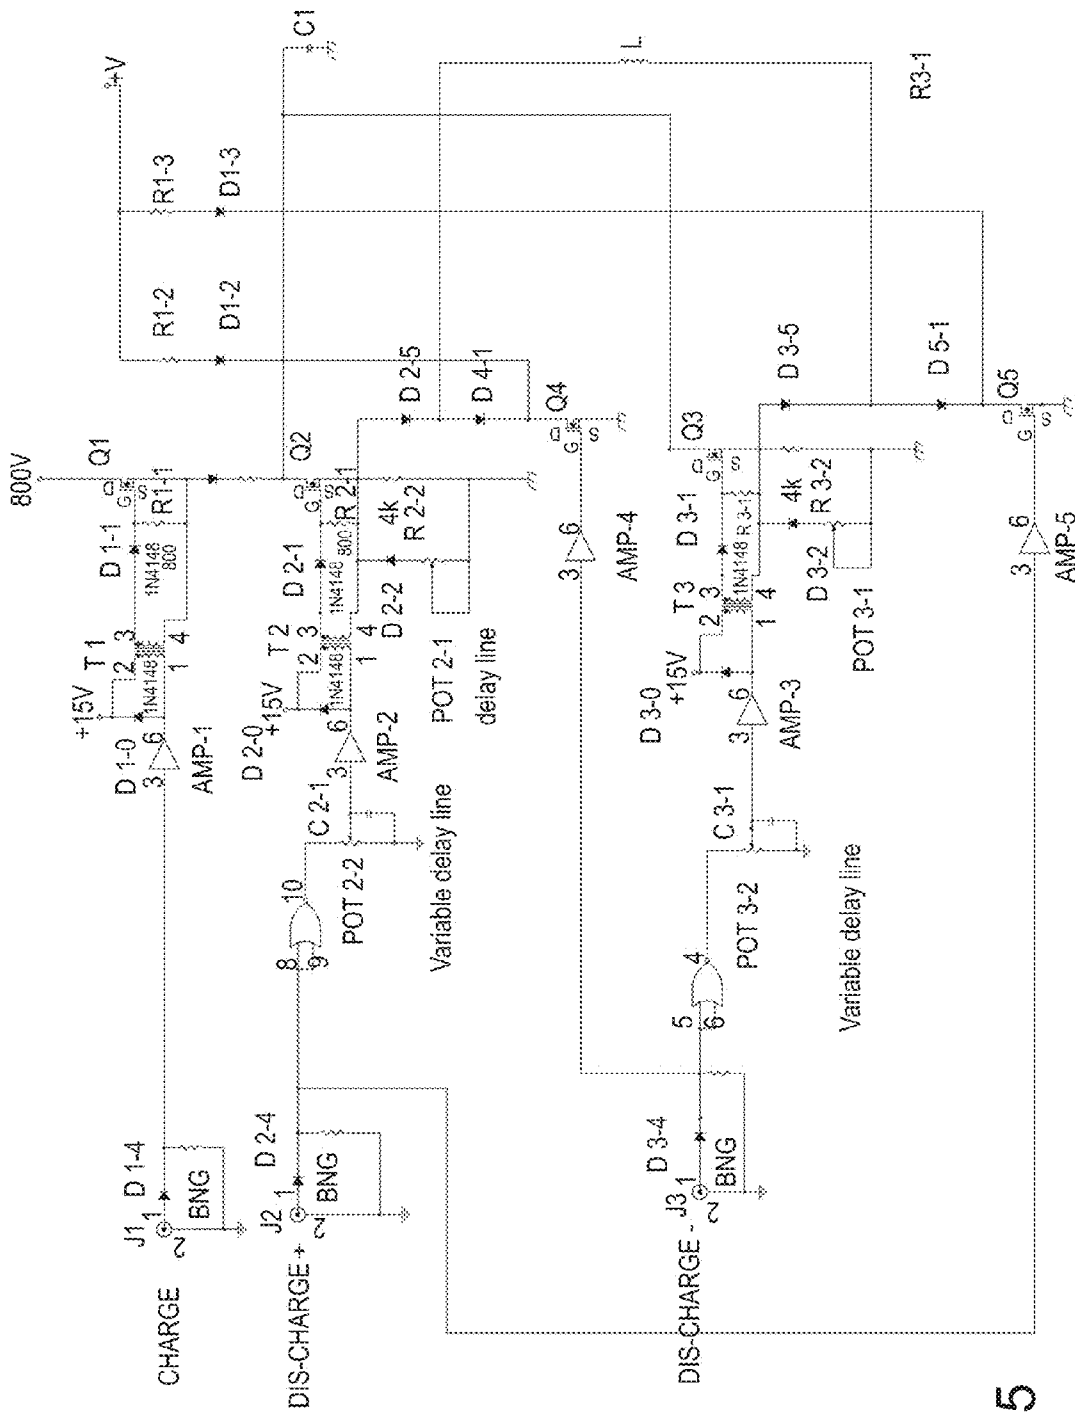 800V
+V
C1
Q1
R1-3
D1-3
R1-2
D1-2
L
R3-1
D1-1
R1-1
1N4148
800
T 1
2
3
1
4
+15V
1N4148
D 1-0
3
6
AMP-1
D
G
S
Q2
D 2-1
R 2-1
1N4148
800
T 2
2
3
1
4
+15V
1N4148
D 2-0
3
6
AMP-2
D
G
S
4k
R 2-2
D 2-2
D 2-5
D 4-1
POT 2-1
delay line
C 2-1
POT 2-2
Variable delay line
8
9
10
Q4
D
G
S
3
6
AMP-4
Q3
D
G
S
D 3-1
1N4148
R 3-1
T 3
2
3
1
4
+15V
D 3-0
3
6
AMP-3
4k
R 3-2
D 3-2
POT 3-1
D 3-5
D 5-1
Q5
D
G
S
3
6
AMP-5
C 3-1
POT 3-2
Variable delay line
5
6
4
J1
1
2
D 1-4
BNG
CHARGE
J2
1
2
D 2-4
BNG
DIS-CHARGE +
J3
1
2
D 3-4
BNG
DIS-CHARGE -
5